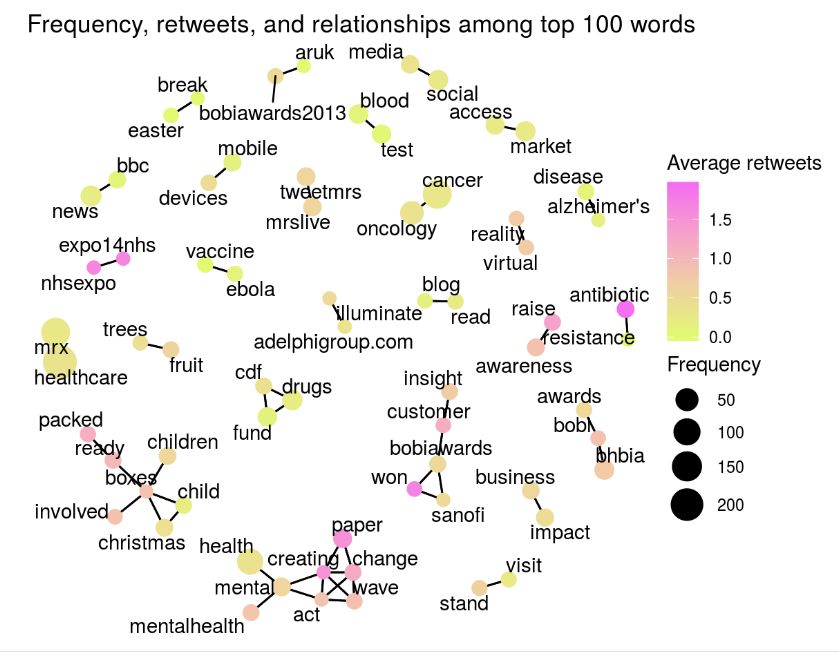 Frequency, retweets, and relationships among top 100 words
aruk
media
break
bobiawards2013
blood
social
access
easter
test
market
bbc
mobile
devices
news
tweetmrs
mrslive
cancer
oncology
disease
alzheimer's
reality
virtual
expo14nhs
nhsexpo
vaccine
ebola
blog
read
illuminate
adelphigroup.com
antibiotic
raise
resistance
awareness
mrx
healthcare
trees
fruit
cdf
drugs
fund
insight
customer
bobiawards
won
sanofi
awards
bobi
bhbia
packed
ready
children
boxes
child
involved
christmas
business
impact
paper
health
creating
change
mental
wave
act
mentalhealth
visit
stand
Average retweets
1.5
1.0
0.5
0.0
Frequency
50
100
150
200